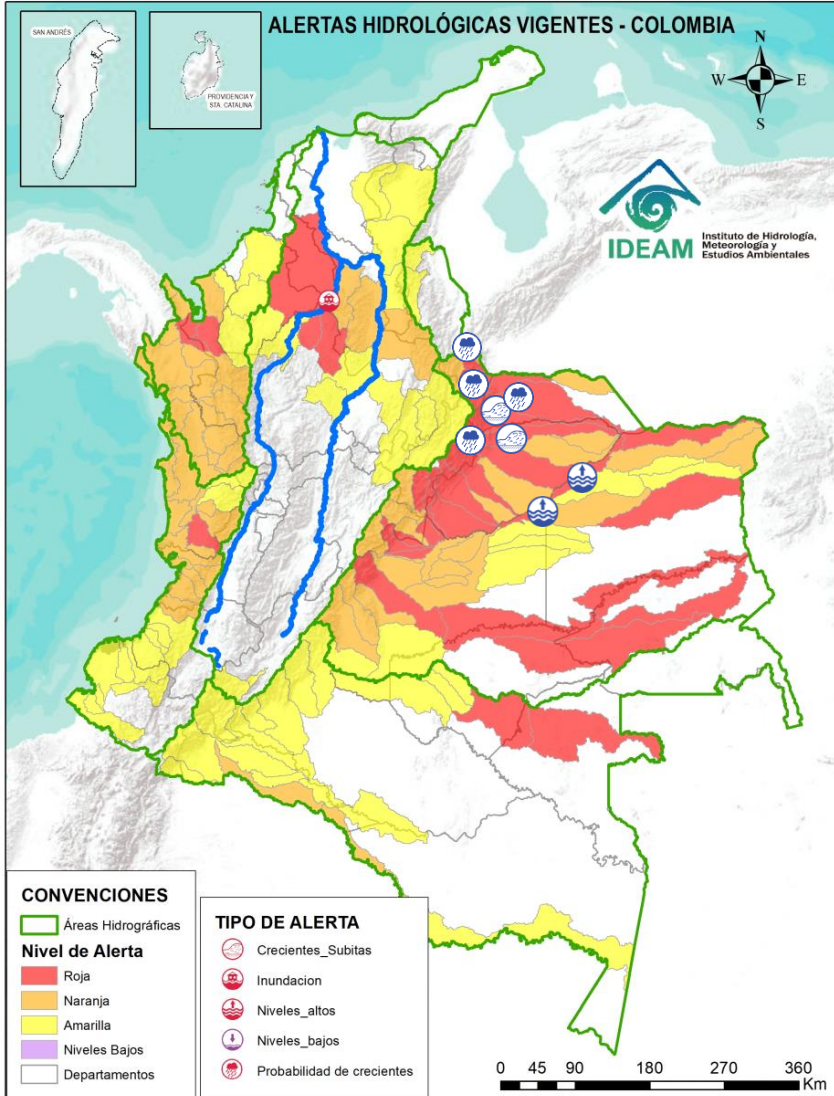 ALERTAS HIDROLÓGICAS VIGENTES - COLOMBIA
SAN ANDRÉS
PROVIDENCIA Y
STA. CATALINA
N
W
E
S
IDEAM
Instituto de Hidrología,
Meteorología y
Estudios Ambientales
CONVENCIONES
Áreas Hidrográficas
Nivel de Alerta
Roja
Naranja
Amarilla
Niveles Bajos
Departamentos
TIPO DE ALERTA
Crecientes_Subitas
Inundacion
Niveles_altos
Niveles_bajos
Probabilidad de crecientes
0 45 90 180 270 360
Km